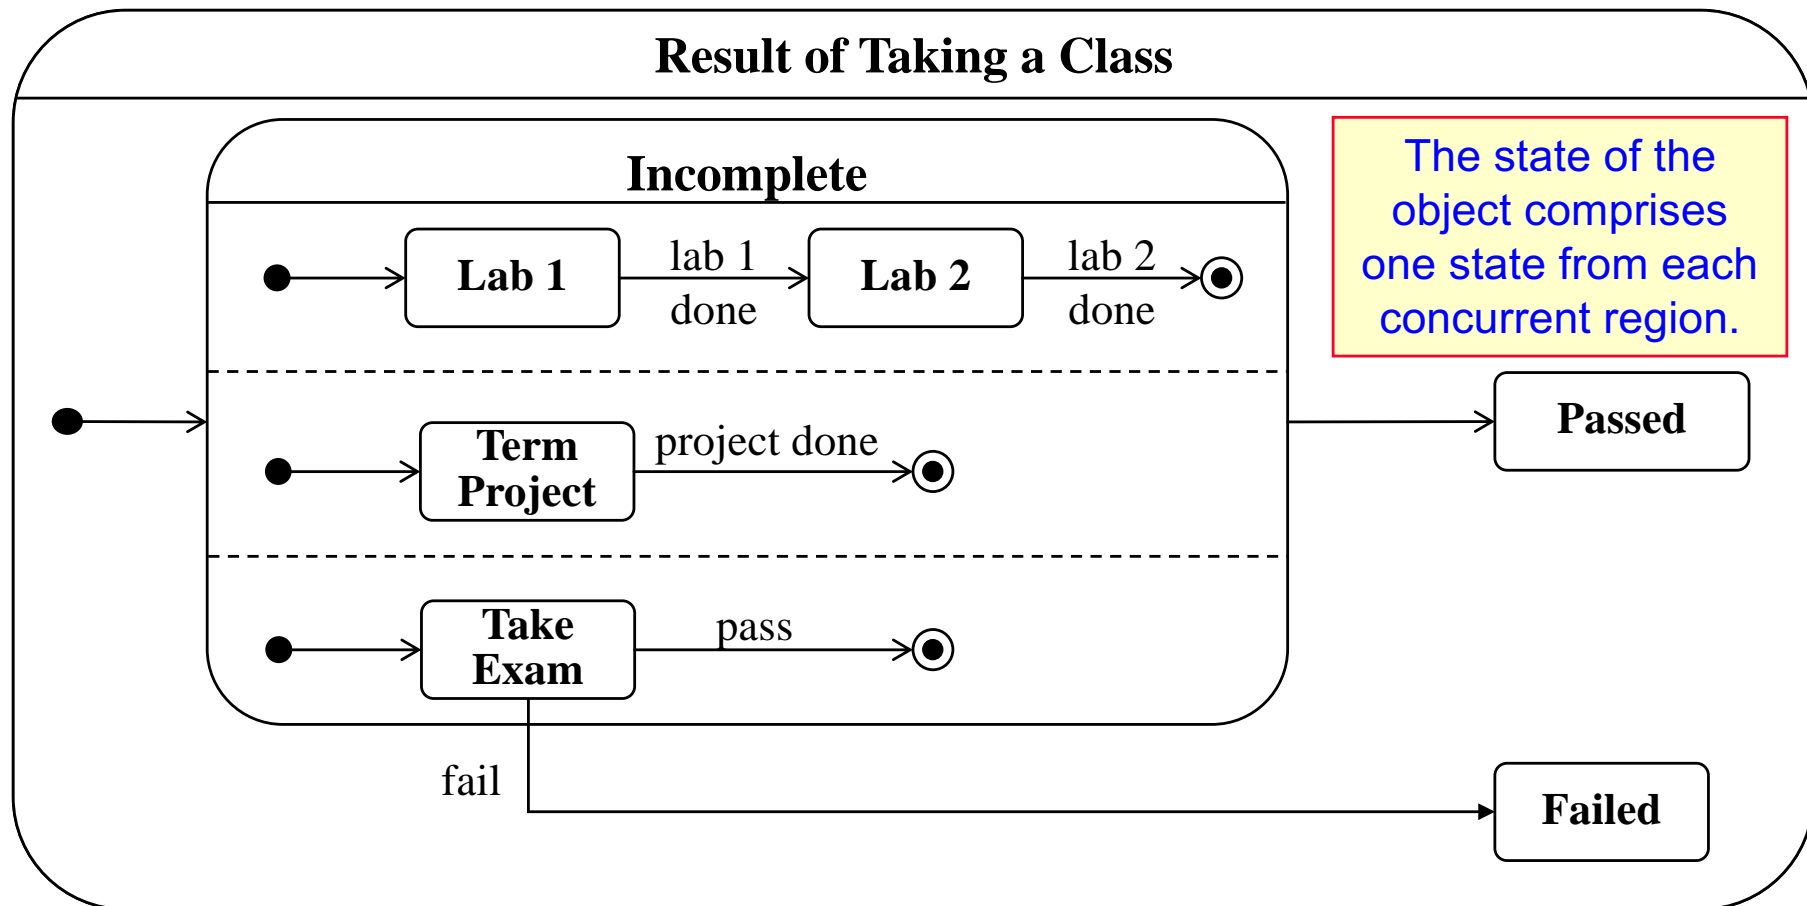 Result of Taking a Class
Incomplete
The state of the
object comprises
one state from each
concurrent region.
Lab 1
lab 1
done
Lab 2
lab 2
done
Passed
Term
Project
project done
Take
Exam
pass
fail
Failed